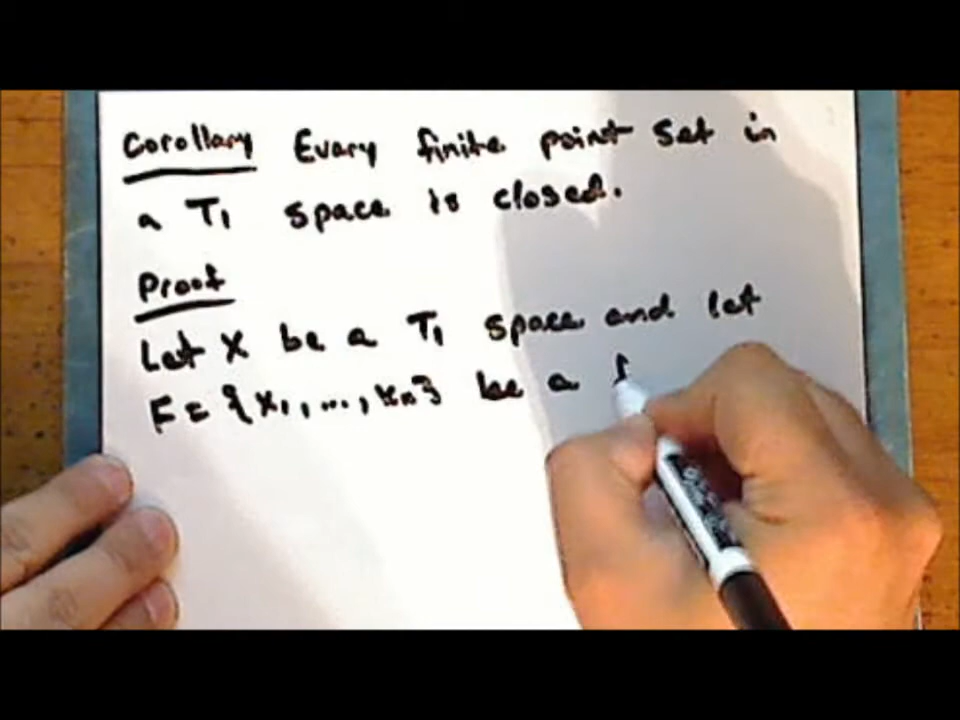 Corollary Every finite point set in
a T₁ space is closed.
Proof
Let X be a T₁ space and let
F = {x₁, ..., xₙ} be a f